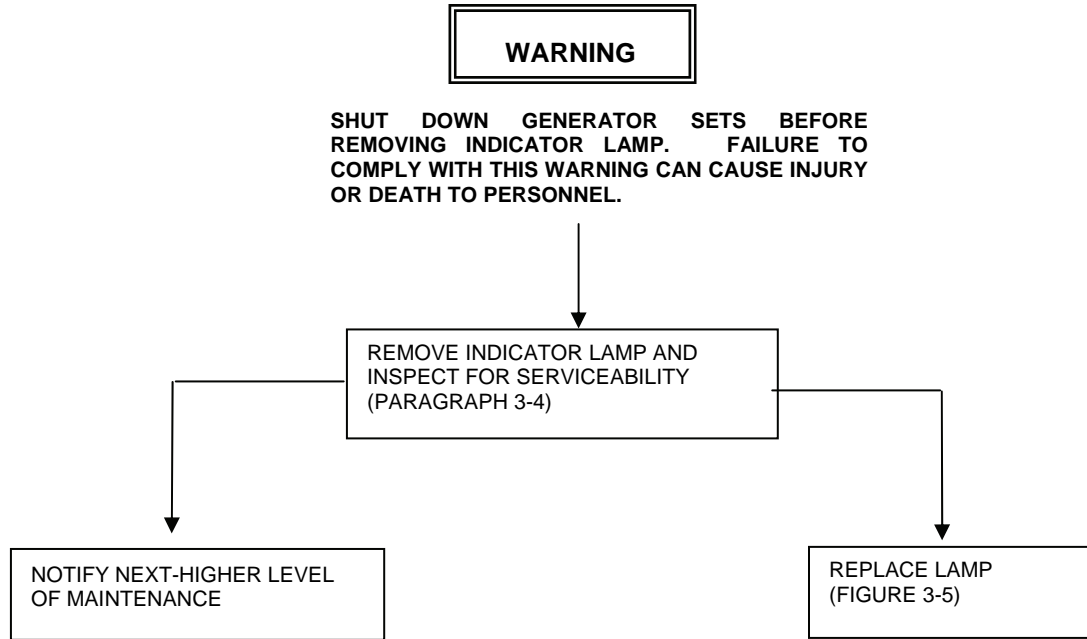 WARNING
SHUT DOWN GENERATOR SETS BEFORE
REMOVING INDICATOR LAMP. FAILURE TO
COMPLY WITH THIS WARNING CAN CAUSE INJURY
OR DEATH TO PERSONNEL.
REMOVE INDICATOR LAMP AND
INSPECT FOR SERVICEABILITY
(PARAGRAPH 3-4)
NOTIFY NEXT-HIGHER LEVEL
OF MAINTENANCE
REPLACE LAMP
(FIGURE 3-5)